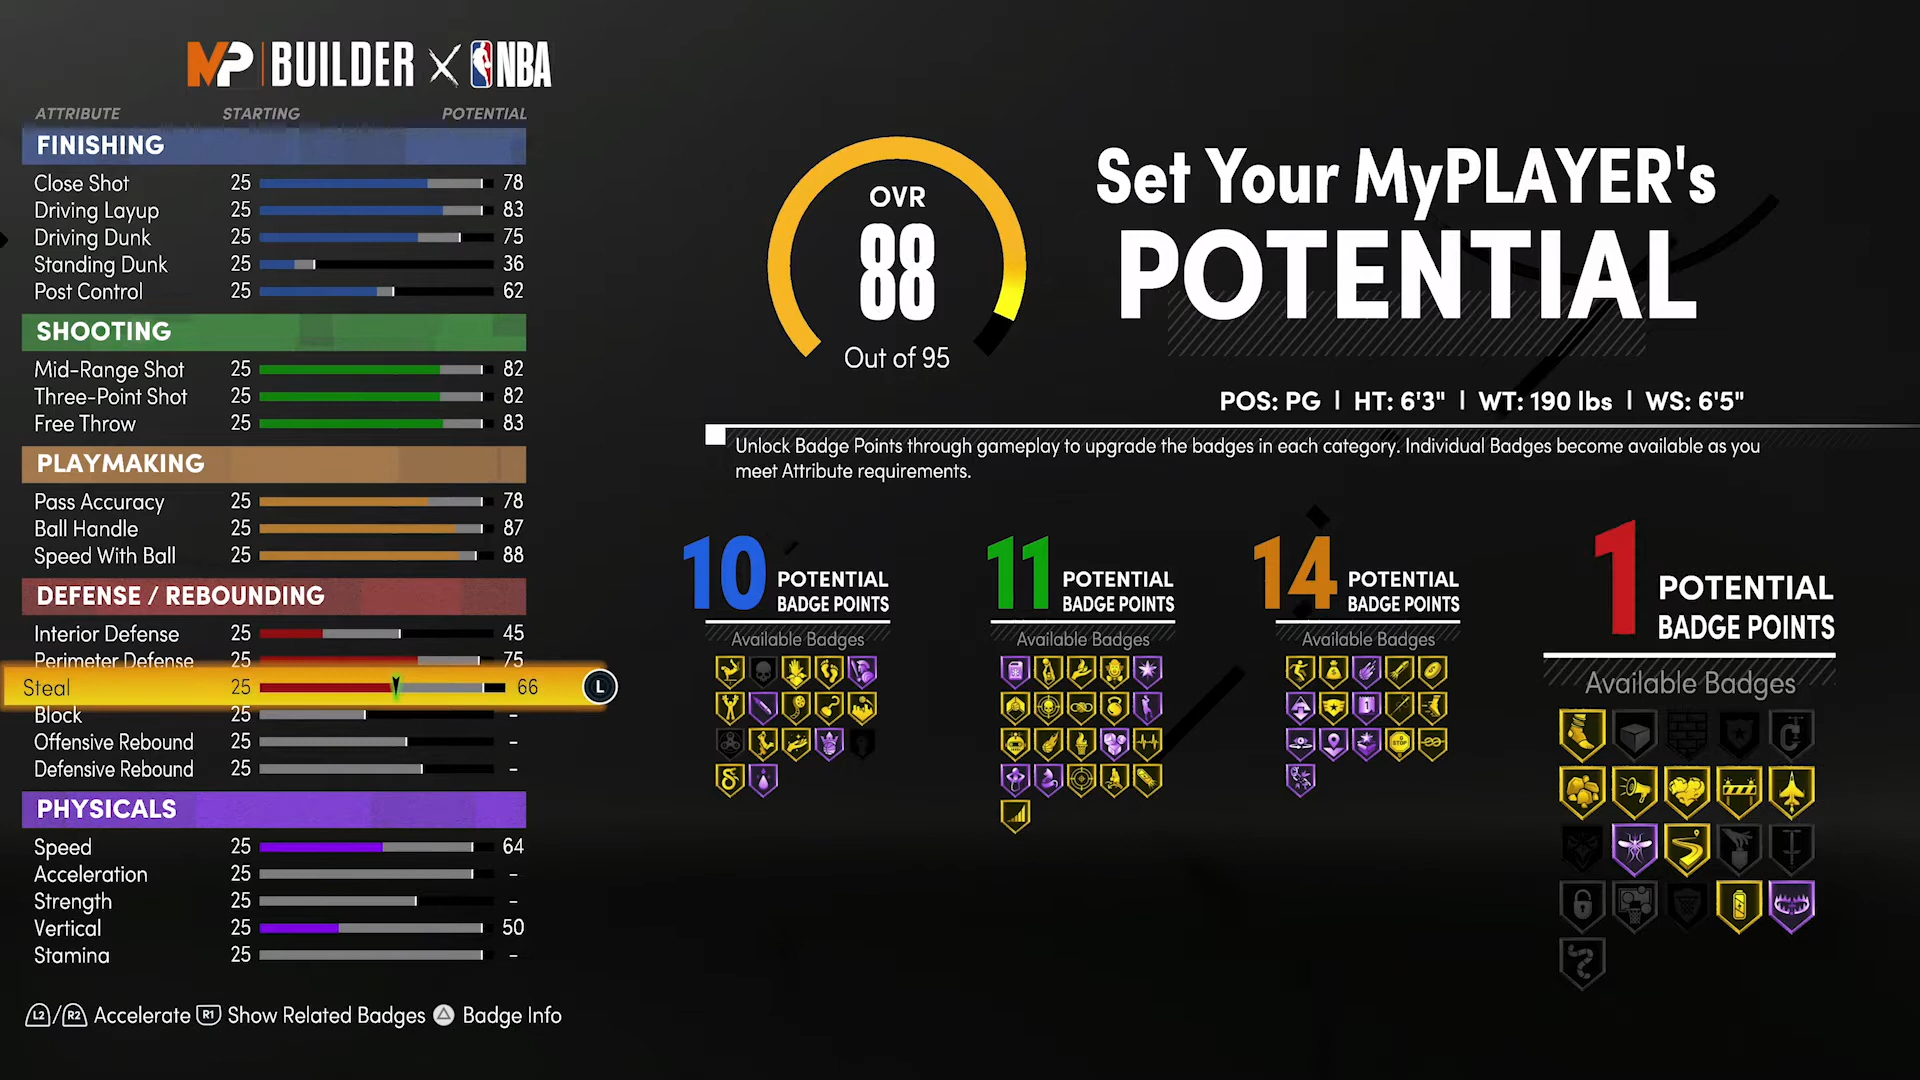 MP | BUILDER X NBA
ATTRIBUTE STARTING POTENTIAL
FINISHING
Close Shot 25 78
Driving Layup 25 83
Driving Dunk 25 75
Standing Dunk 25 36
Post Control 25 62
SHOOTING
Mid-Range Shot 25 82
Three-Point Shot 25 82
Free Throw 25 83
PLAYMAKING
Pass Accuracy 25 78
Ball Handle 25 87
Speed With Ball 25 88
DEFENSE / REBOUNDING
Interior Defense 25 45
Perimeter Defense 25 75
Steal 25 66 L
Block 25 -
Offensive Rebound 25 -
Defensive Rebound 25 -
PHYSICALS
Speed 25 64
Acceleration 25 -
Strength 25 -
Vertical 25 50
Stamina 25 -
L2/R2 Accelerate R1 Show Related Badges Badge Info
OVR
88
Out of 95
Set Your MyPLAYER's
POTENTIAL
POS: PG | HT: 6'3" | WT: 190 lbs | WS: 6'5"
Unlock Badge Points through gameplay to upgrade the badges in each category. Individual Badges become available as you
meet Attribute requirements.
10 POTENTIAL
BADGE POINTS
Available Badges
11 POTENTIAL
BADGE POINTS
Available Badges
14 POTENTIAL
BADGE POINTS
Available Badges
STOP
1 POTENTIAL
BADGE POINTS
Available Badges